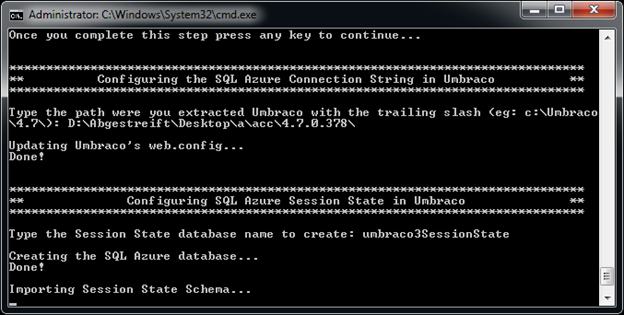 Administrator: C:\Windows\System32\cmd.exe
Once you complete this step press any key to continue...
*******************************************************************************
** Configuring the SQL Azure Connection String in Umbraco **
*******************************************************************************
Type the path were you extracted Umbraco with the trailing slash (eg: c:\Umbraco
\4.7\): D:\Abgestreift\Desktop\a\acc\4.7.0.378\
Updating Umbraco's web.config...
Done!
*******************************************************************************
** Configuring SQL Azure Session State in Umbraco **
*******************************************************************************
Type the Session State database name to create: umbraco3SessionState
Creating the SQL Azure database...
Done!
Importing Session State Schema...